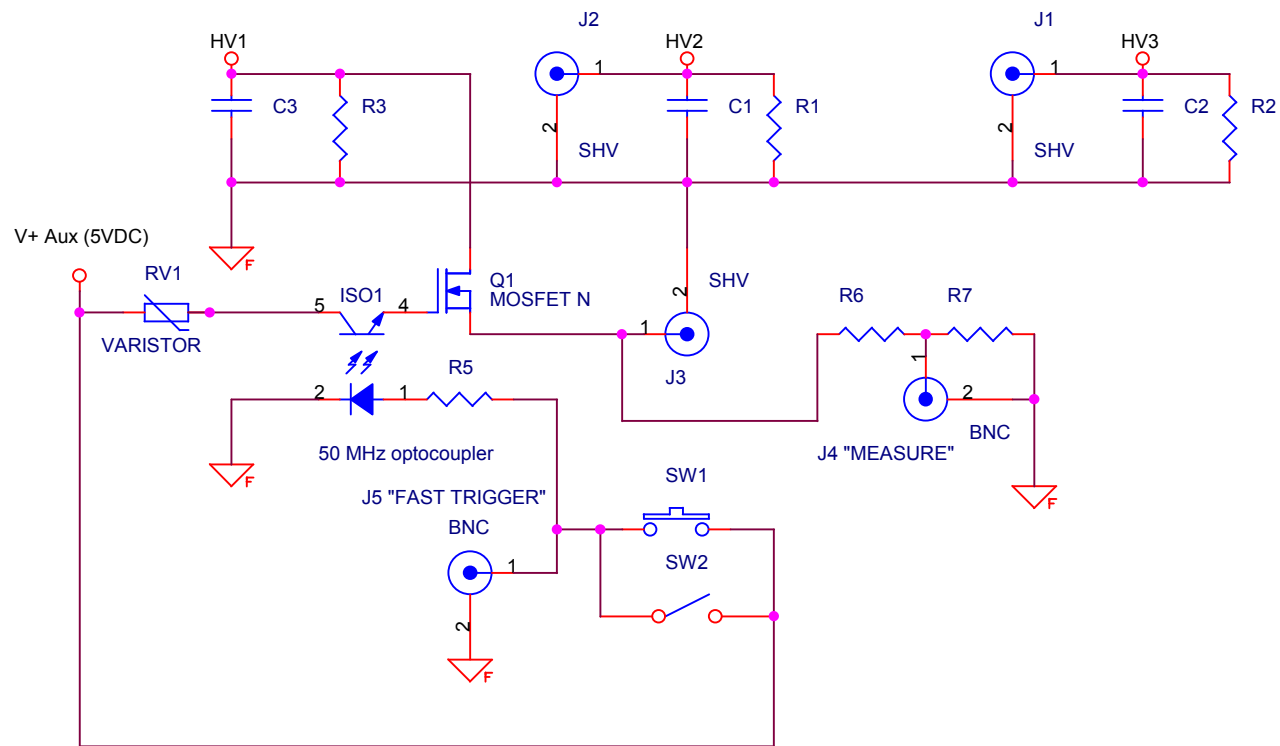 J2
J1
HV1
HV2
HV3
1
1
C3
R3
C1
R1
C2
R2
2
2
SHV
SHV
V+ Aux (5VDC)
F
RV1
ISO1
Q1
MOSFET N
SHV
2
R6
R7
5
4
1
VARISTOR
J3
1
R5
2
1
2
BNC
J4 "MEASURE"
50 MHz optocoupler
F
SW1
F
J5 "FAST TRIGGER"
BNC
SW2
1
2
F